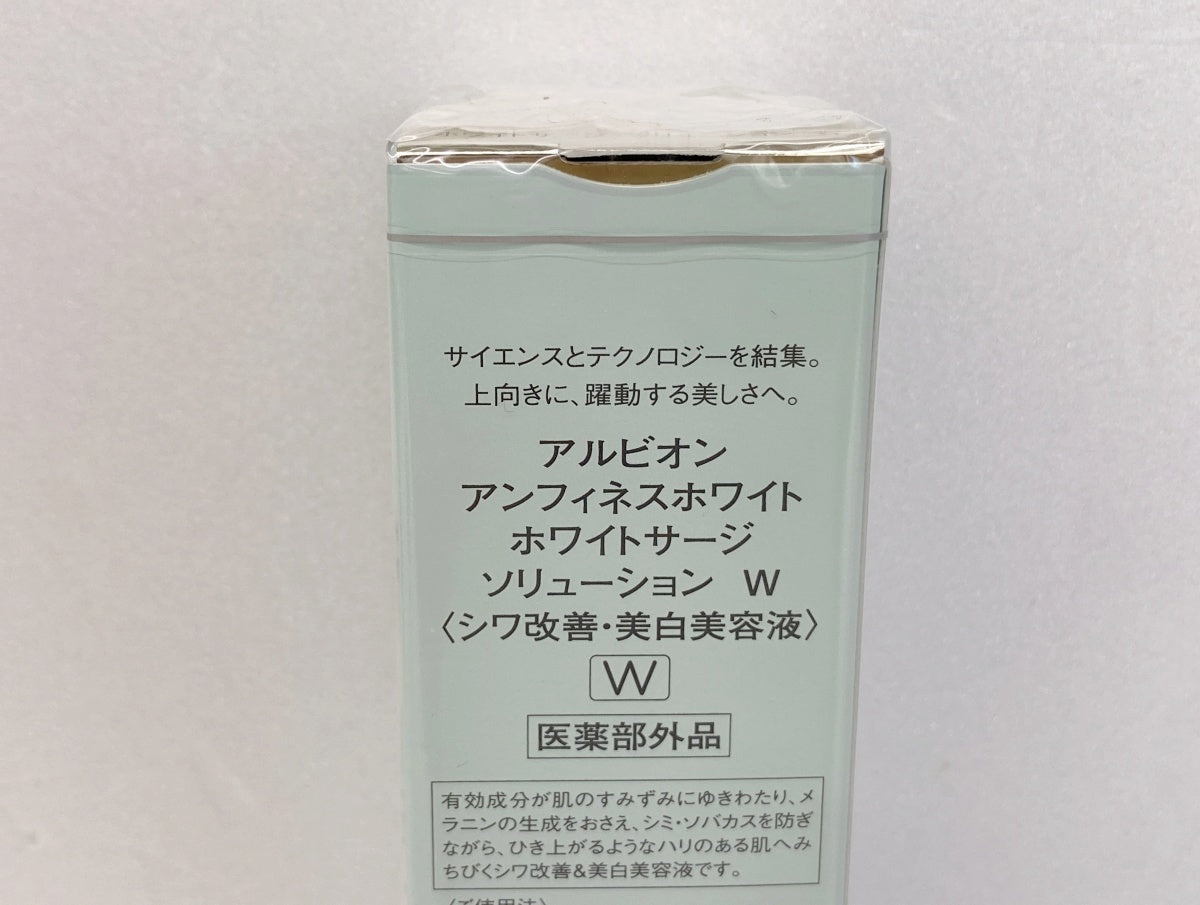 サイエンスとテクノロジーを結集。
上向きに、躍動する美しさへ。
アルビオン
アンフィネスホワイト
ホワイトサージ
ソリューション W
〈シワ改善・美白美容液〉
W
医薬部外品
有効成分が肌のすみずみにゆきわたり、メ
ラニンの生成をおさえ、シミ・ソバカスを防ぎ
ながら、ひき上がるようなハリのある肌へみ
ちびくシワ改善&美白美容液です。
〈ご使用法〉